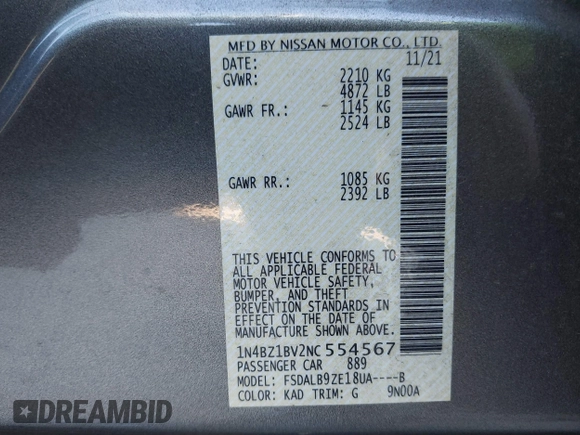 MFD BY NISSAN MOTOR CO., LTD.
DATE: 11/21
GVWR: 2210 KG
4872 LB
GAWR FR.: 1145 KG
2524 LB
GAWR RR.: 1085 KG
2392 LB
THIS VEHICLE CONFORMS TO
ALL APPLICABLE FEDERAL
MOTOR VEHICLE SAFETY,
BUMPER, AND THEFT
PREVENTION STANDARDS IN
EFFECT ON THE DATE OF
MANUFACTURE SHOWN ABOVE.
1N4BZ1BV2NC 554567
PASSENGER CAR 889
MODEL: FSDALB9ZE18UA----B
COLOR: KAD TRIM: G 9N00A
DREAMBID